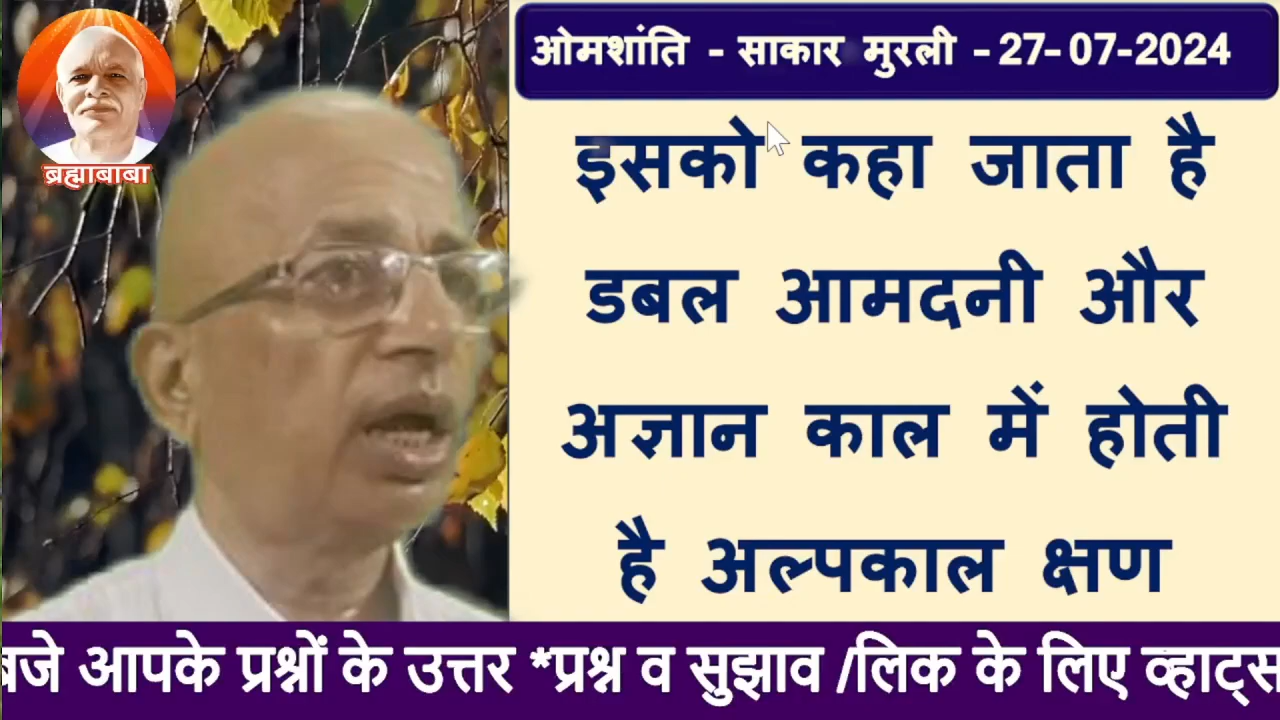 ओमशांति - साकार मुरली - 27-07-2024
ब्रह्माबाबा
इसको कहा जाता है
डबल आमदनी और
अज्ञान काल में होती
है अल्पकाल क्षण
आपके प्रश्नों के उत्तर *प्रश्न व सुझाव /लिक के लिए